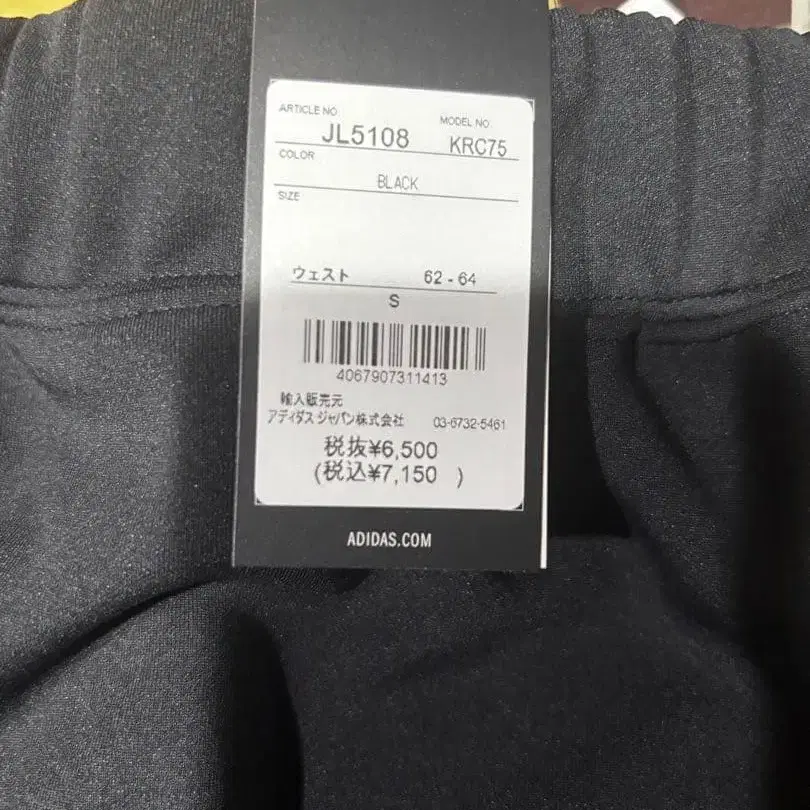 ARTICLE NO.
JL5108
MODEL NO.
KRC75
COLOR
BLACK
SIZE
ウェスト 62 - 64
S
4067907311413
輸入販売元
アディダス ジャパン株式会社 03-6732-5461
税抜¥6,500
(税込¥7,150 )
ADIDAS.COM